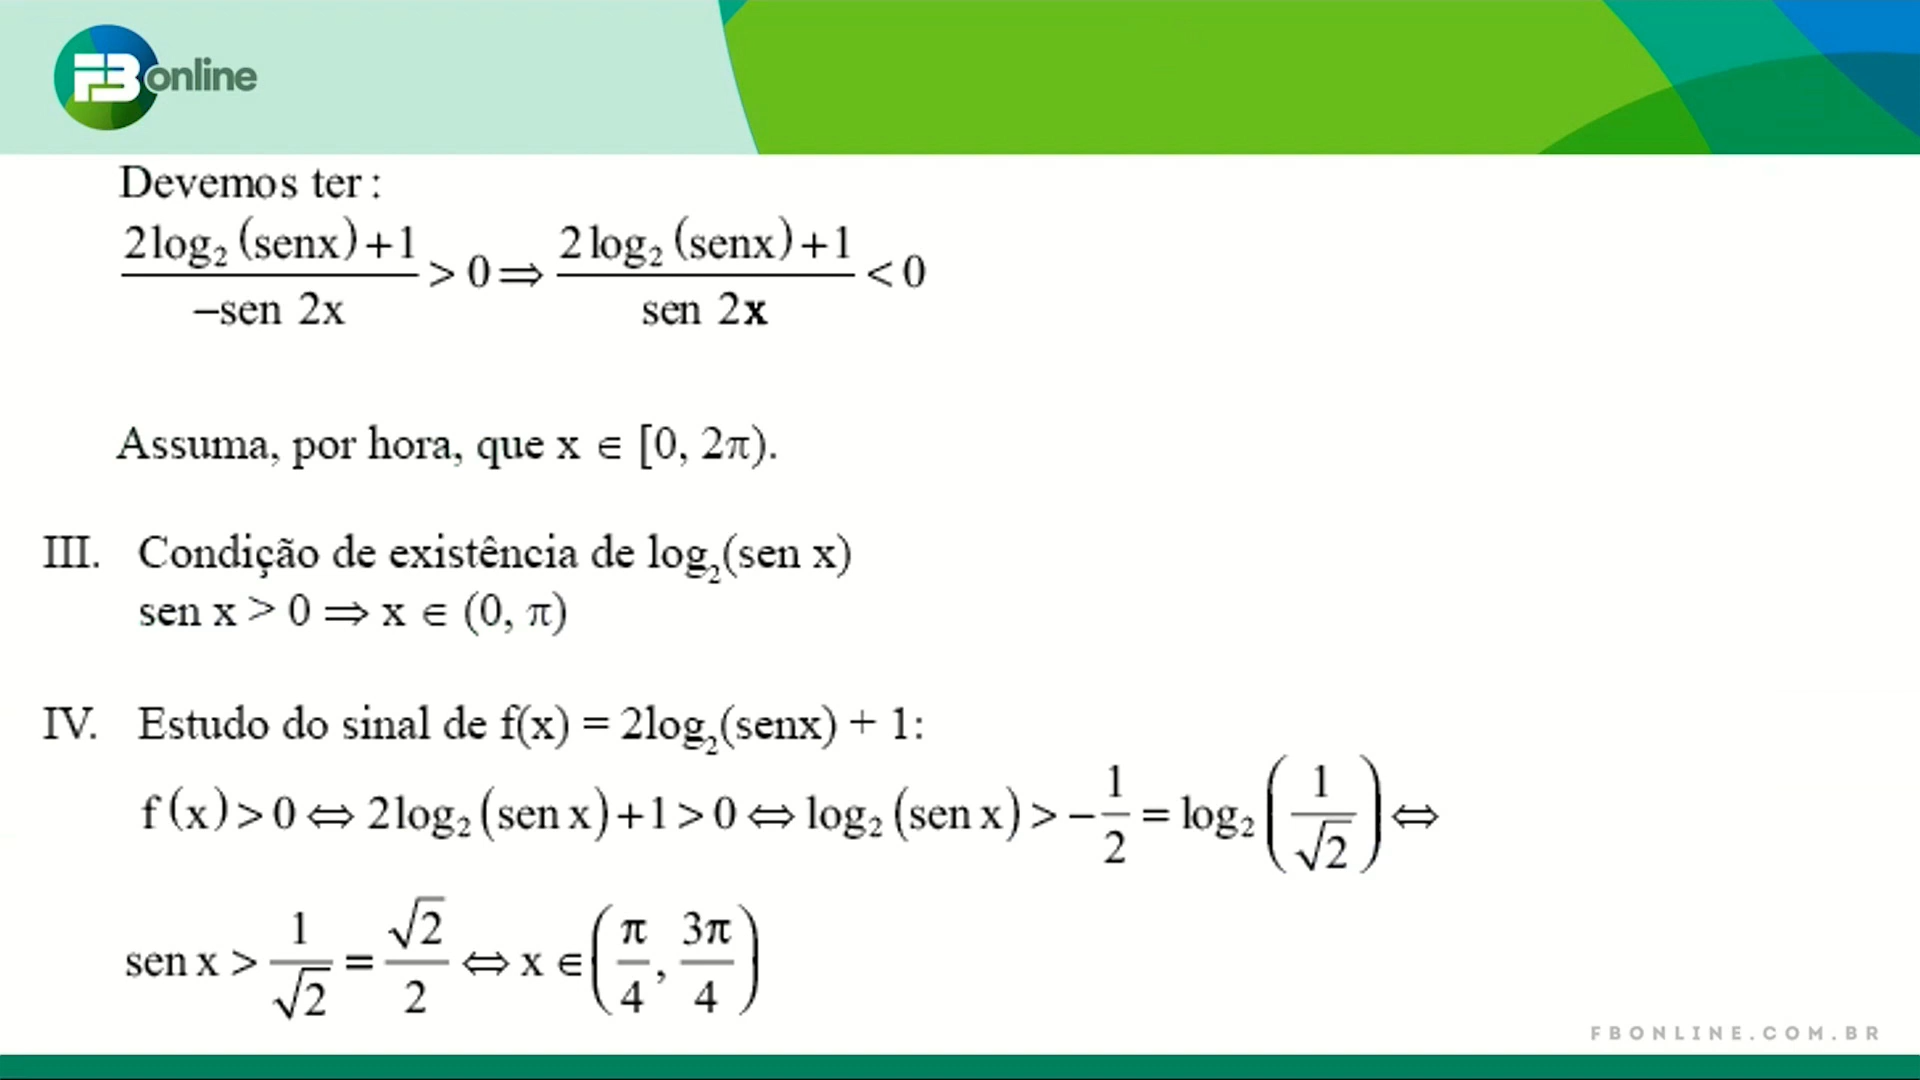 FB online
Devemos ter :
2log₂(senx)+1 / −sen 2x > 0 ⇒ 2log₂(senx)+1 / sen 2x < 0
Assuma, por hora, que x ∈ [0, 2π).
III. Condição de existência de log₂(sen x)
sen x > 0 ⇒ x ∈ (0, π)
IV. Estudo do sinal de f(x) = 2log₂(senx) + 1:
f(x) > 0 ⇔ 2log₂(sen x)+1 > 0 ⇔ log₂(sen x) > −1/2 = log₂(1/√2) ⇔
sen x > 1/√2 = √2/2 ⇔ x ∈ (π/4, 3π/4)
FBONLINE.COM.BR